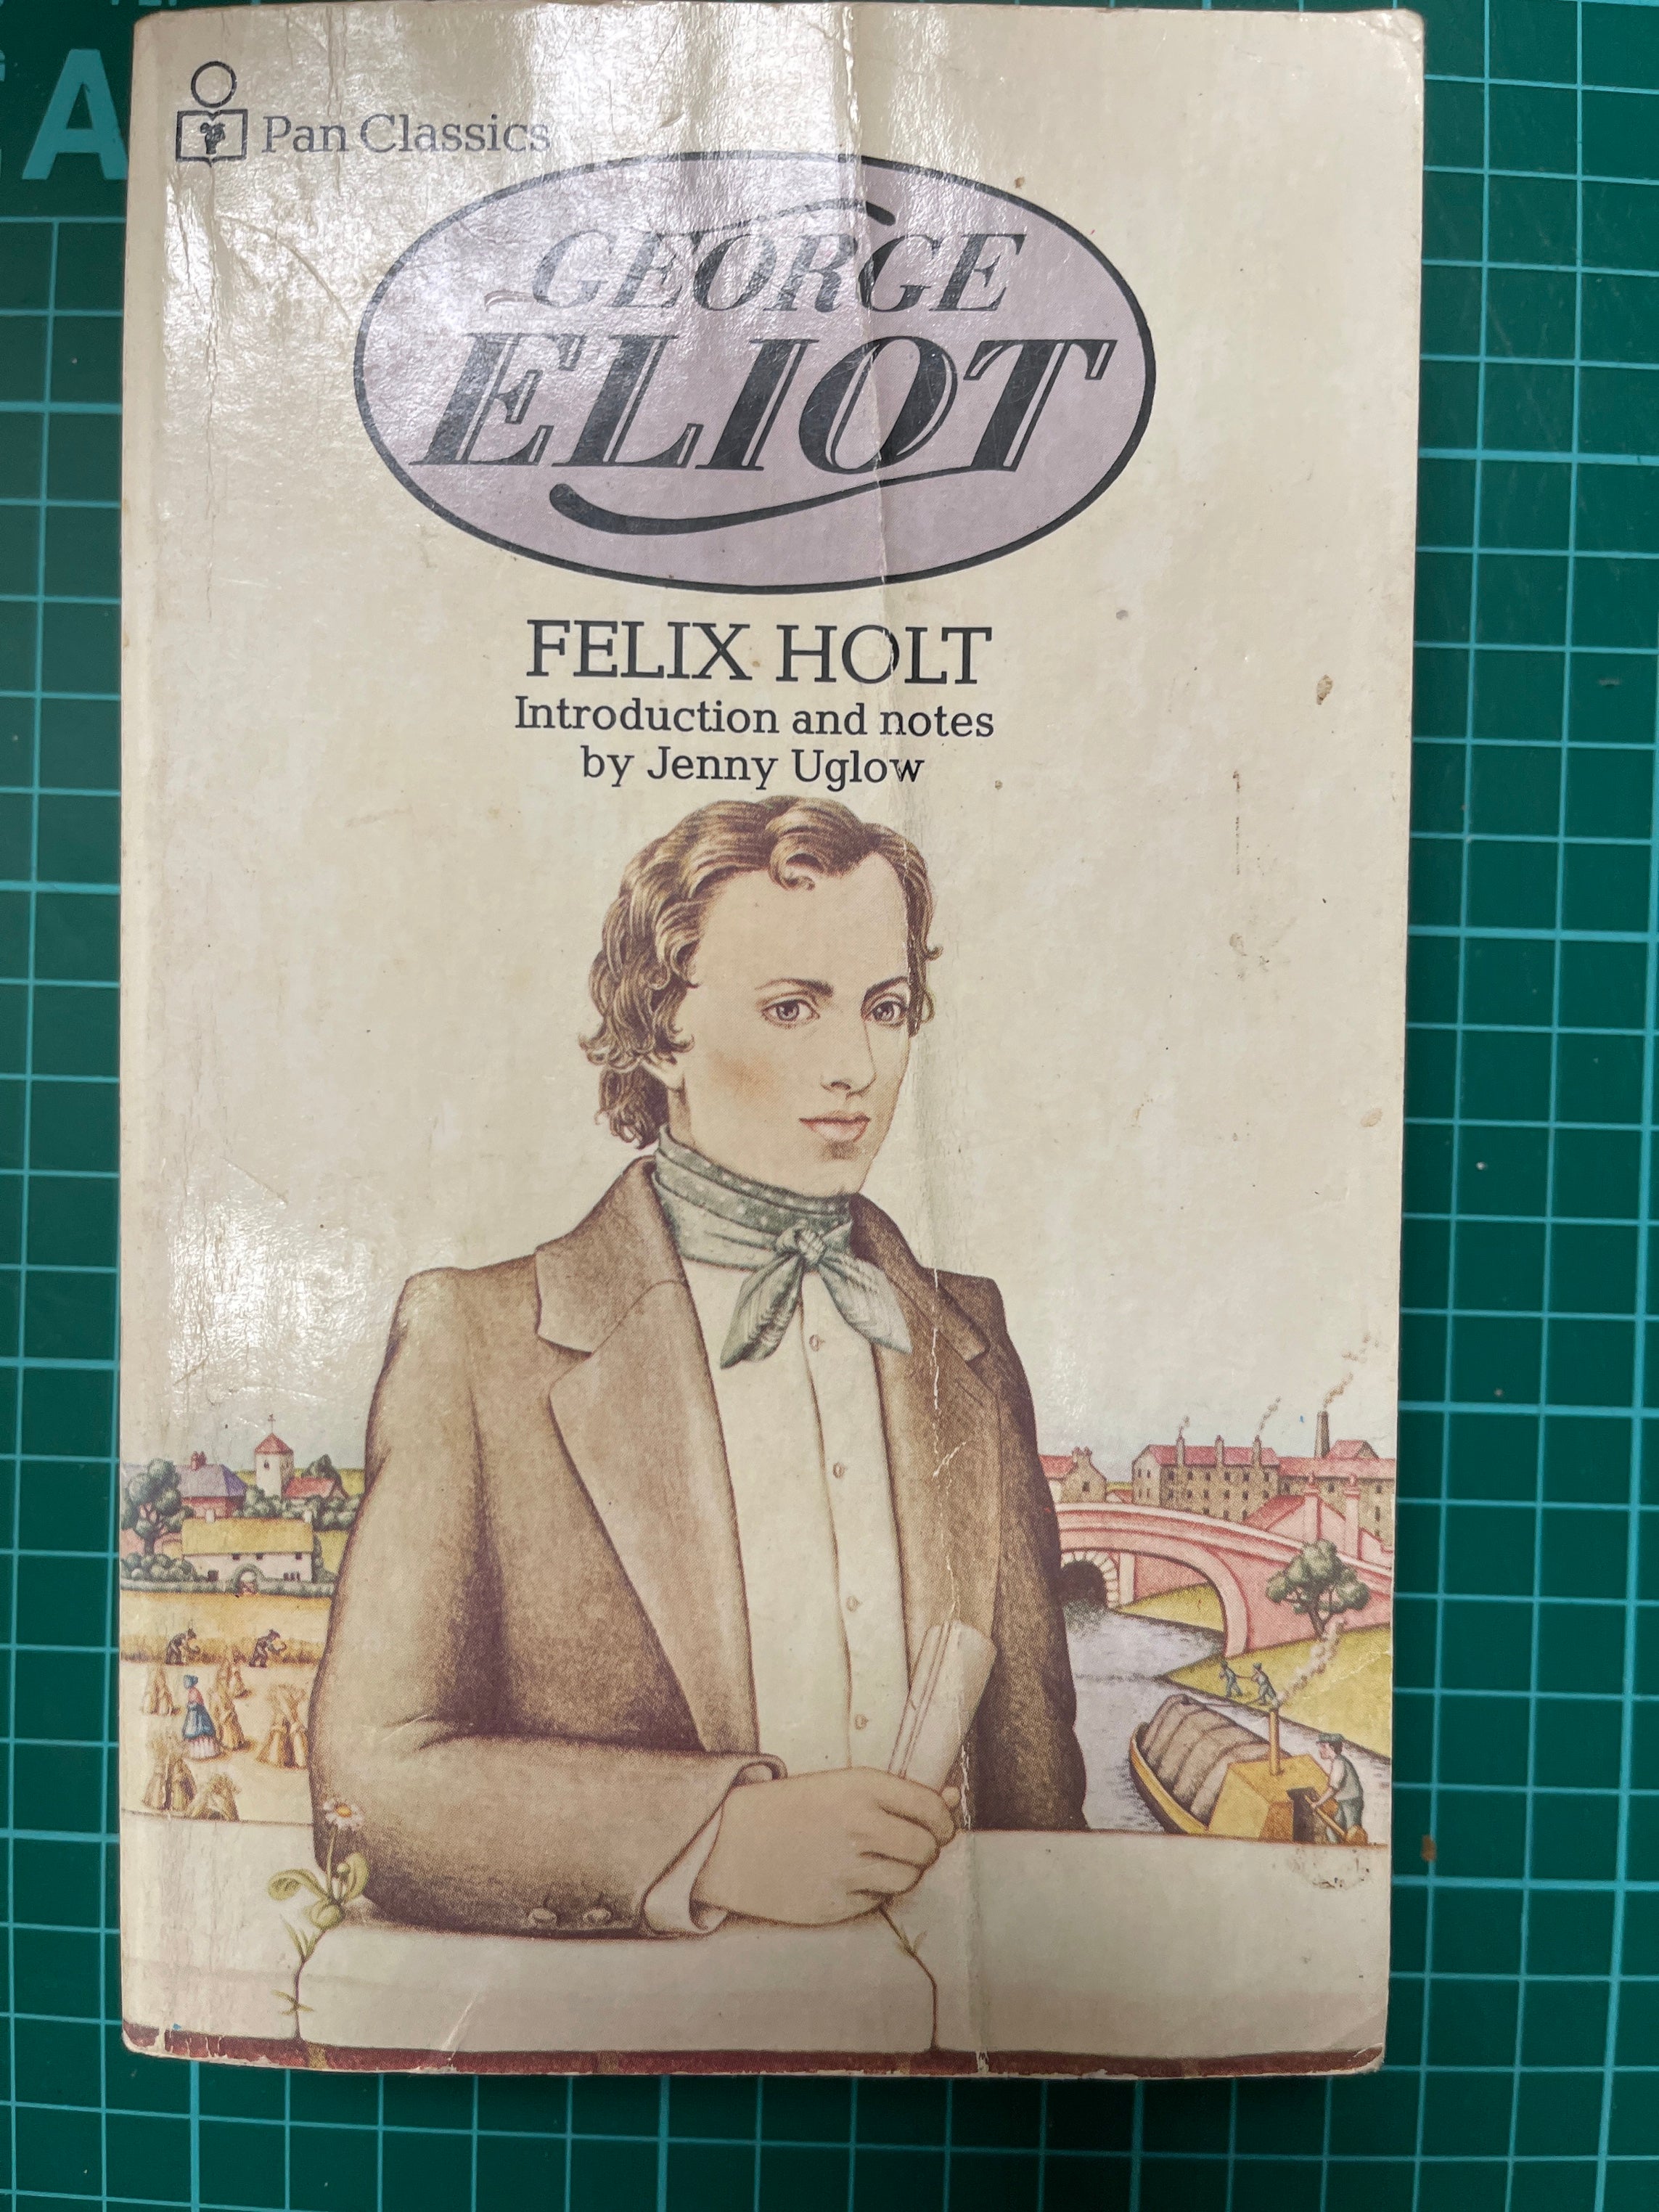 A
Pan Classics
GEORGE
ELIOT
FELIX HOLT
Introduction and notes
by Jenny Uglow